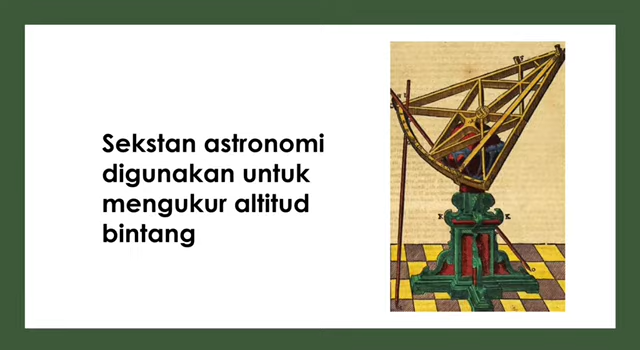 Sekstan astronomi
digunakan untuk
mengukur altitud
bintang